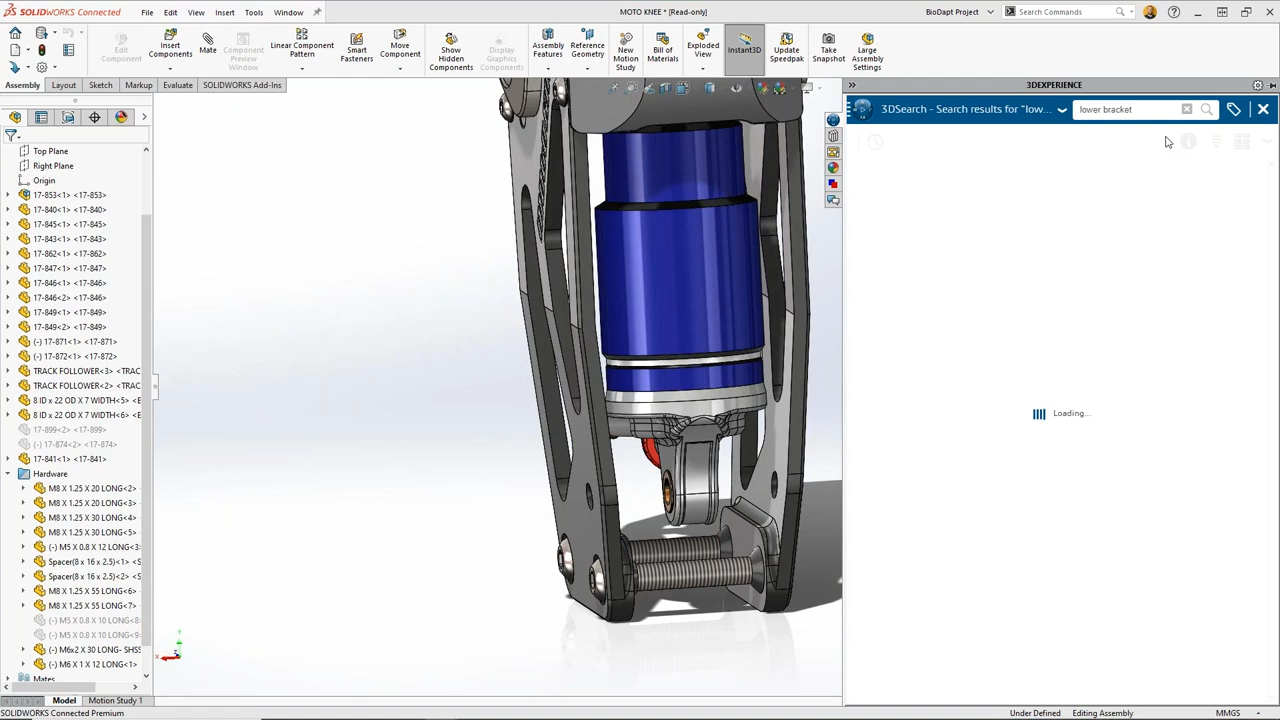 SOLIDWORKS Connected
File
Edit
View
Insert
Tools
Window
MOTO KNEE * [Read-only]
BioDapt Project
Search Commands
Edit Component
Insert Components
Mate
Component Preview Window
Linear Component Pattern
Smart Fasteners
Move Component
Show Hidden Components
Display Graphics Components
Assembly Features
Reference Geometry
New Motion Study
Bill of Materials
Exploded View
Instant3D
Update Speedpak
Take Snapshot
Large Assembly Settings
Assembly
Layout
Sketch
Markup
Evaluate
SOLIDWORKS Add-Ins
3DEXPERIENCE
3DSearch - Search results for "low...
lower bracket
Top Plane
Right Plane
Origin
17-853<1> <17-853>
17-840<1> <17-840>
17-845<1> <17-845>
17-843<1> <17-843>
17-862<1> <17-862>
17-847<1> <17-847>
17-846<1> <17-846>
17-846<2> <17-846>
17-849<1> <17-849>
17-849<2> <17-849>
(-) 17-871<1> <17-871>
(-) 17-872<1> <17-872>
TRACK FOLLOWER<3> <TRAC
TRACK FOLLOWER<2> <TRAC
8 ID x 22 OD X 7 WIDTH<5> <E
8 ID x 22 OD X 7 WIDTH<6> <E
17-899<2> <17-899>
(-) 17-874<2> <17-874>
17-841<1> <17-841>
Hardware
M8 X 1.25 X 20 LONG<2>
M8 X 1.25 X 20 LONG<3>
M8 X 1.25 X 30 LONG<4>
M8 X 1.25 X 30 LONG<5>
(-) M5 X 0.8 X 12 LONG<3>
Spacer(8 x 16 x 2.5)<1> <S
Spacer(8 x 16 x 2.5)<2> <S
M8 X 1.25 X 55 LONG<6>
M8 X 1.25 X 55 LONG<7>
(-) M5 X 0.8 X 10 LONG<8>
(-) M5 X 0.8 X 10 LONG<9>
(-) M6x2 X 30 LONG- SHSS
(-) M6 X 1 X 12 LONG<1>
Mates
Loading...
Model
Motion Study 1
SOLIDWORKS Connected Premium
Under Defined
Editing Assembly
MMGS